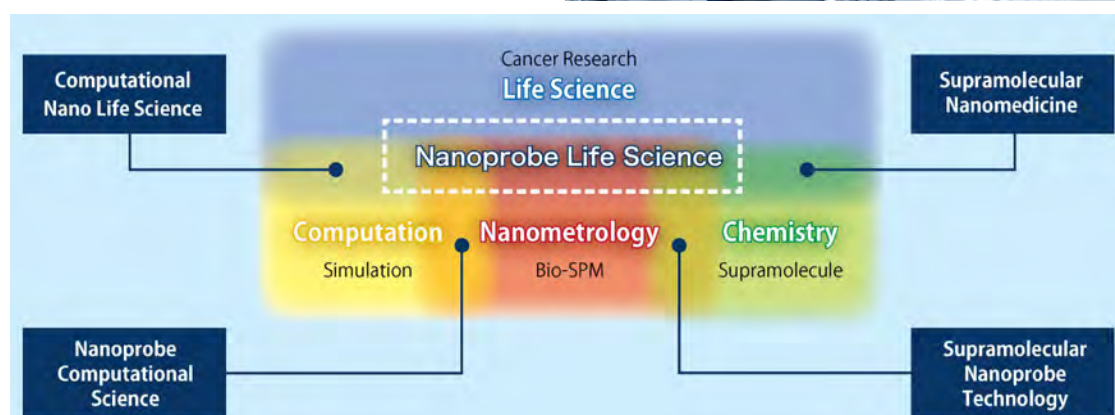 Computational
Nano Life Science
Cancer Research
Life Science
Supramolecular
Nanomedicine
Nanoprobe Life Science
Computation
Simulation
Nanometrology
Bio-SPM
Chemistry
Supramolecule
Nanoprobe
Computational
Science
Supramolecular
Nanoprobe
Technology